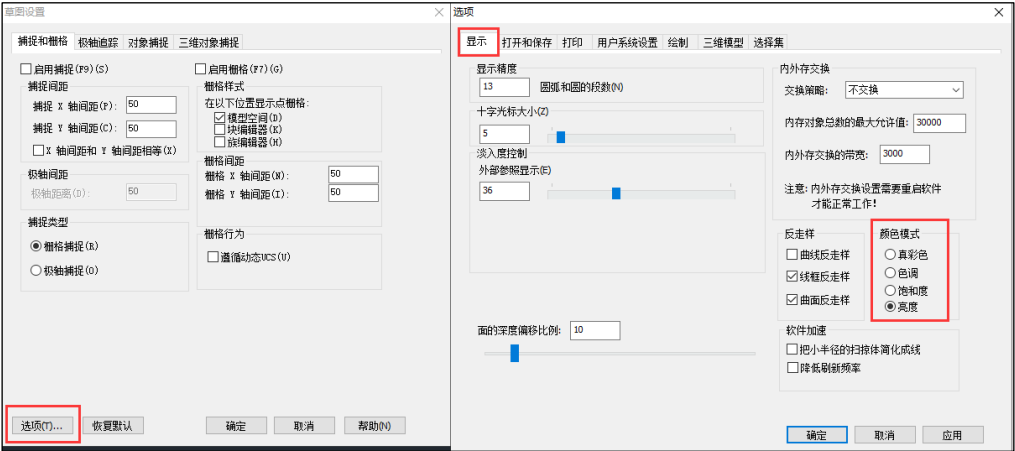 草图设置
捕捉和栅格 极轴追踪 对象捕捉 三维对象捕捉
启用捕捉(F9)(S)
启用栅格(F7)(G)
捕捉间距
捕捉 X 轴间距(P): 50
捕捉 Y 轴间距(C): 50
X 轴间距和 Y 轴间距相等(X)
栅格样式
在以下位置显示点栅格:
模型空间(D)
块编辑器(K)
族编辑器(H)
极轴间距
极轴距离(D): 50
栅格间距
栅格 X 轴间距(N): 50
栅格 Y 轴间距(I): 50
捕捉类型
栅格捕捉(R)
极轴捕捉(O)
栅格行为
遵循动态UCS(U)
选项(T)... 恢复默认 确定 取消 帮助(N)
选项
显示 打开和保存 打印 用户系统设置 绘制 三维模型 选择集
显示精度
13 圆弧和圆的段数(N)
十字光标大小(Z)
5
淡入度控制
外部参照显示(E)
36
面的深度偏移比例: 10
内外存交换
交换策略: 不交换
内存对象总数的最大允许值: 30000
内外存交换的带宽: 3000
注意: 内外存交换设置需要重启软件
才能正常工作!
反走样
曲线反走样
线框反走样
曲面反走样
颜色模式
真彩色
色调
饱和度
亮度
软件加速
把小半径的扫掠体简化成线
降低刷新频率
确定 取消 应用